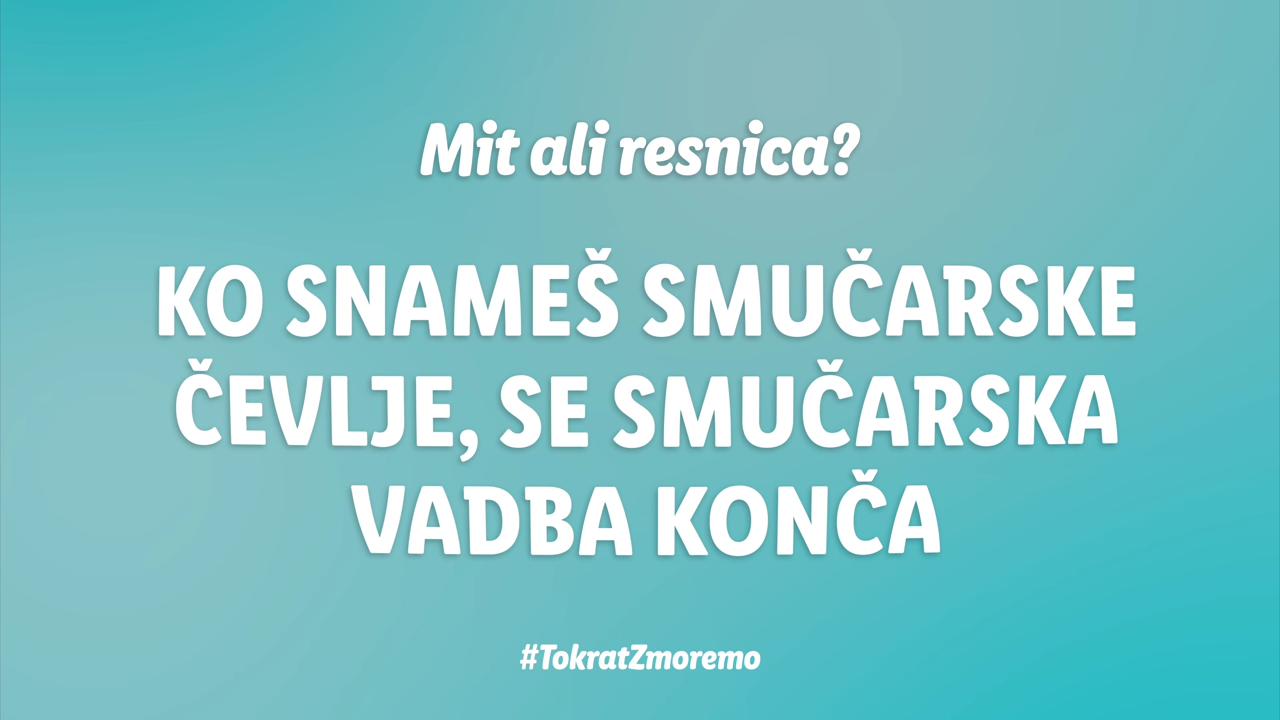 Mit ali resnica?
KO SNAMEŠ SMUČARSKE
ČEVLJE, SE SMUČARSKA
VADBA KONČA
#TokratZmoremo